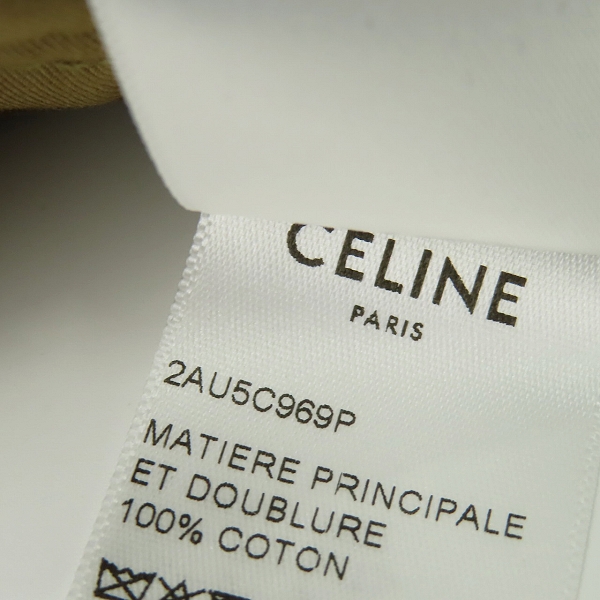 CELINE
PARIS
2AU5C969P
MATIERE PRINCIPALE
ET DOUBLURE
100% COTON